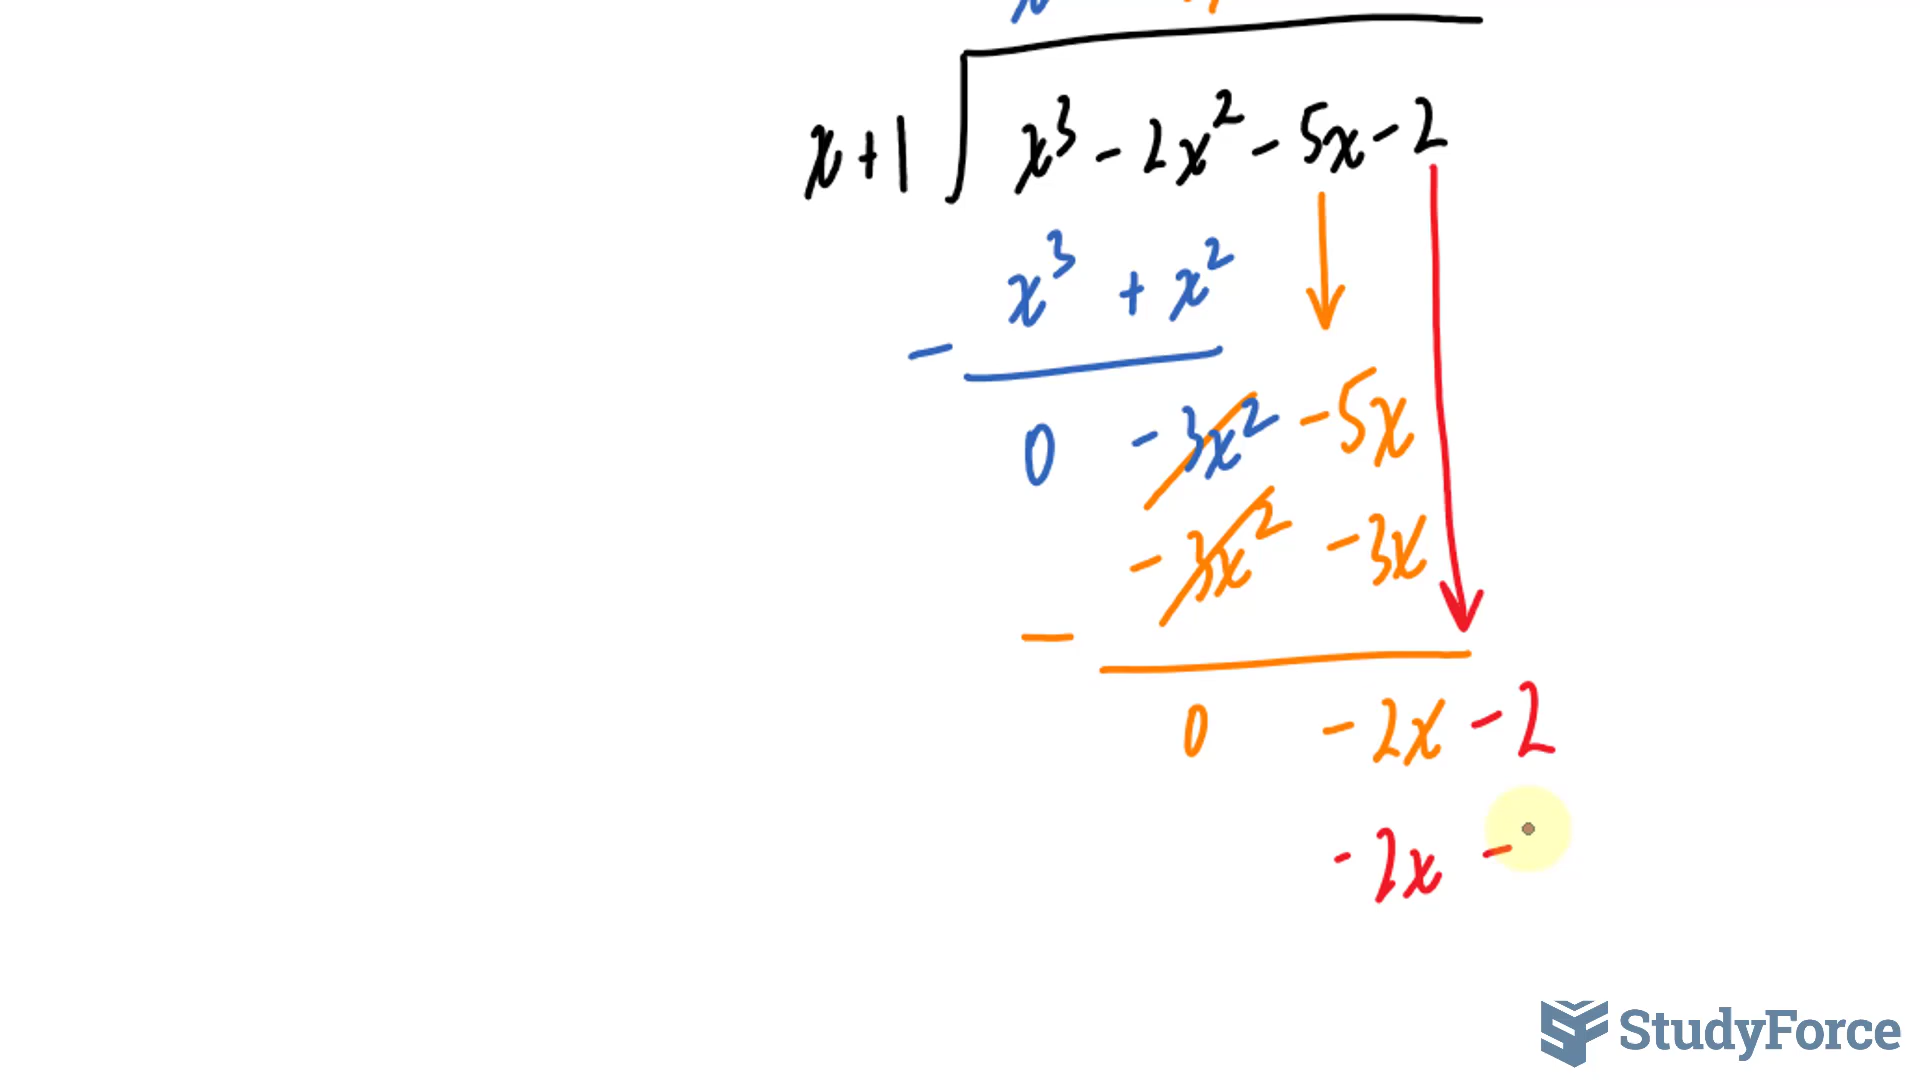 x+1 x³ - 2x² - 5x - 2
x³ + x²
-
0 - 3x² - 5x
- 3x² - 3x
-
0 - 2x - 2
- 2x -
StudyForce